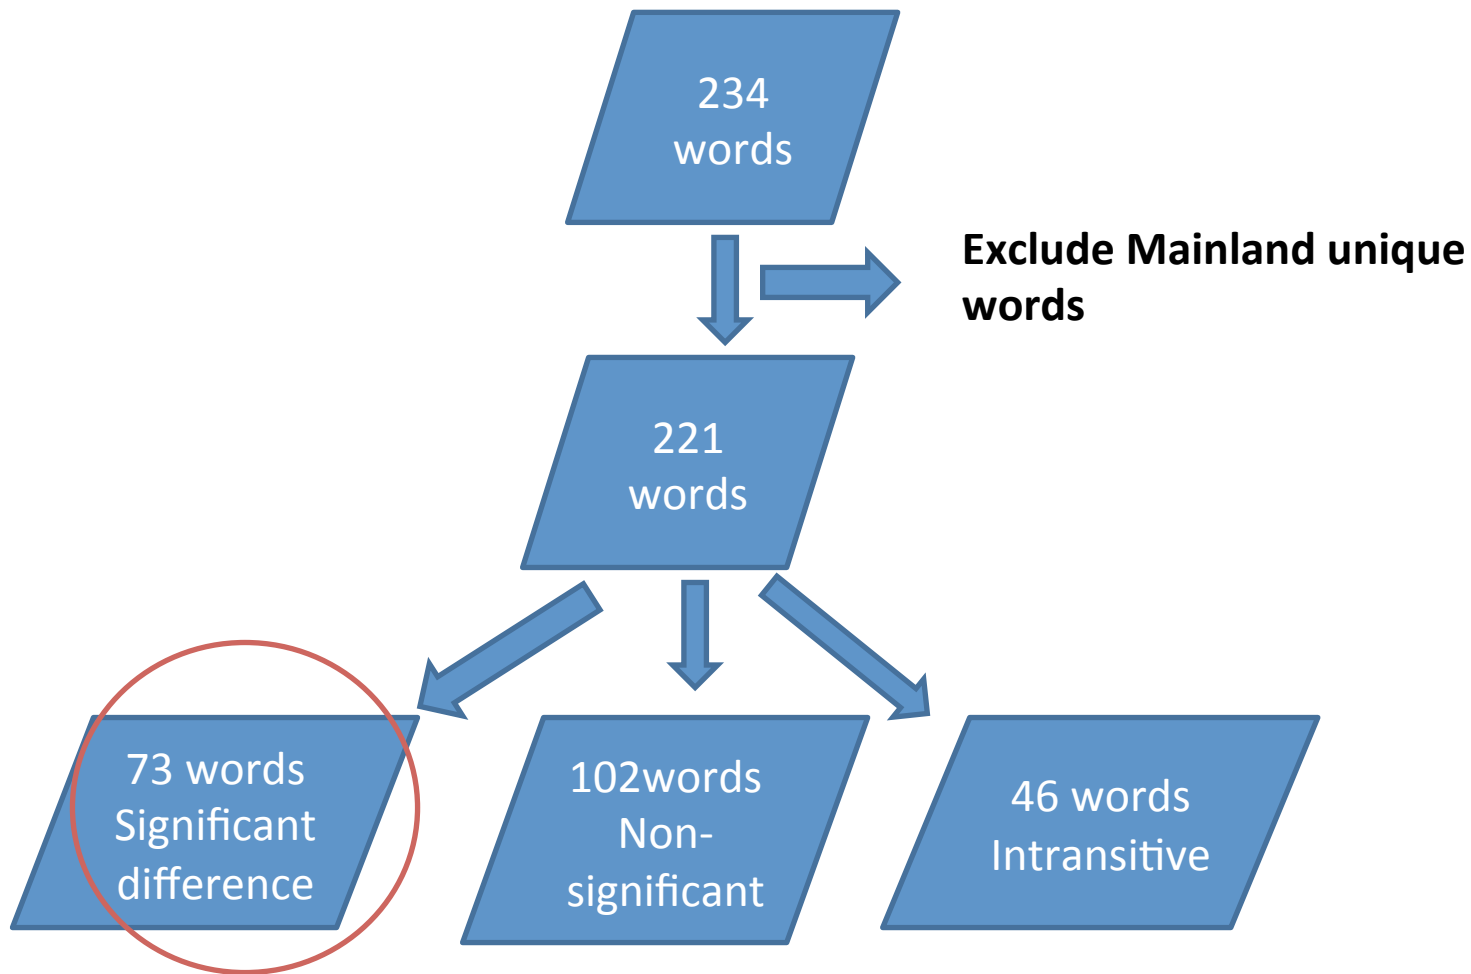 234
words
Exclude Mainland unique
words
221
words
73 words
Significant
difference
102words
Non-
significant
46 words
Intransitive